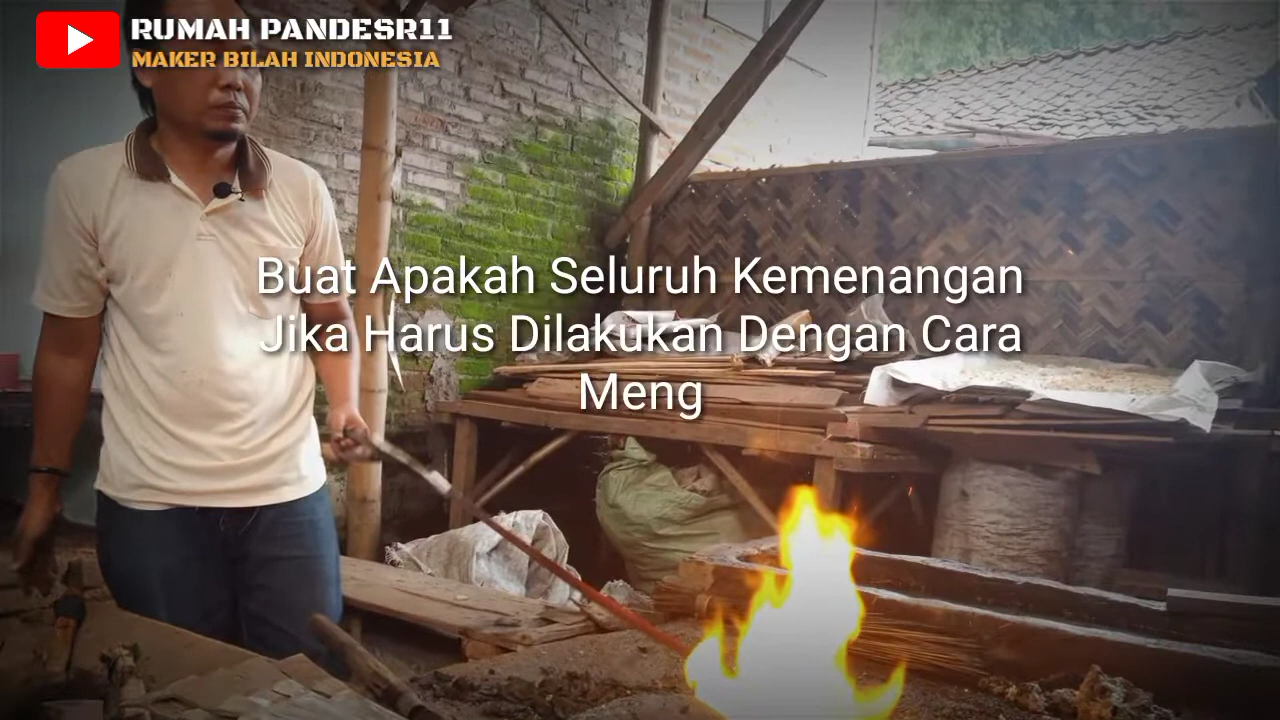 RUMAH PANDESR11
MAKER BILAH INDONESIA
Buat Apakah Seluruh Kemenangan
Jika Harus Dilakukan Dengan Cara
Meng